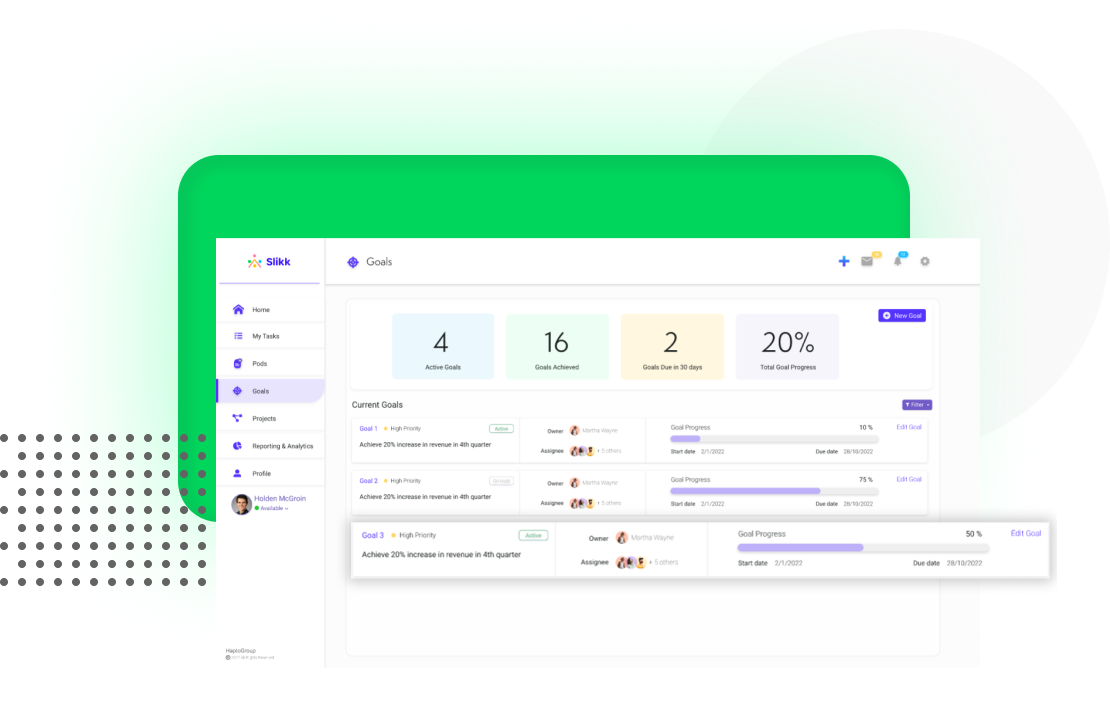 Slikk
Goals
Home
My Tasks
Pods
Goals
Projects
Reporting & Analytics
Profile
Holden McGroin
Available
HaploGroup
New Goal
4
Active Goals
16
Goals Achieved
2
Goals Due in 30 days
20%
Total Goal Progress
Current Goals
Filter
Goal 1 High Priority Active
Achieve 20% increase in revenue in 4th quarter
Owner Martha Wayne
Assignee + 5 others
Goal Progress 10 % Edit Goal
Start date 2/1/2022 Due date 28/10/2022
Goal 2 High Priority
Achieve 20% increase in revenue in 4th quarter
Owner Martha Wayne
Assignee + 5 others
Goal Progress 75 % Edit Goal
Start date 2/1/2022 Due date 28/10/2022
Goal 3 High Priority Active
Achieve 20% increase in revenue in 4th quarter
Owner Martha Wayne
Assignee + 5 others
Goal Progress 50 % Edit Goal
Start date 2/1/2022 Due date 28/10/2022